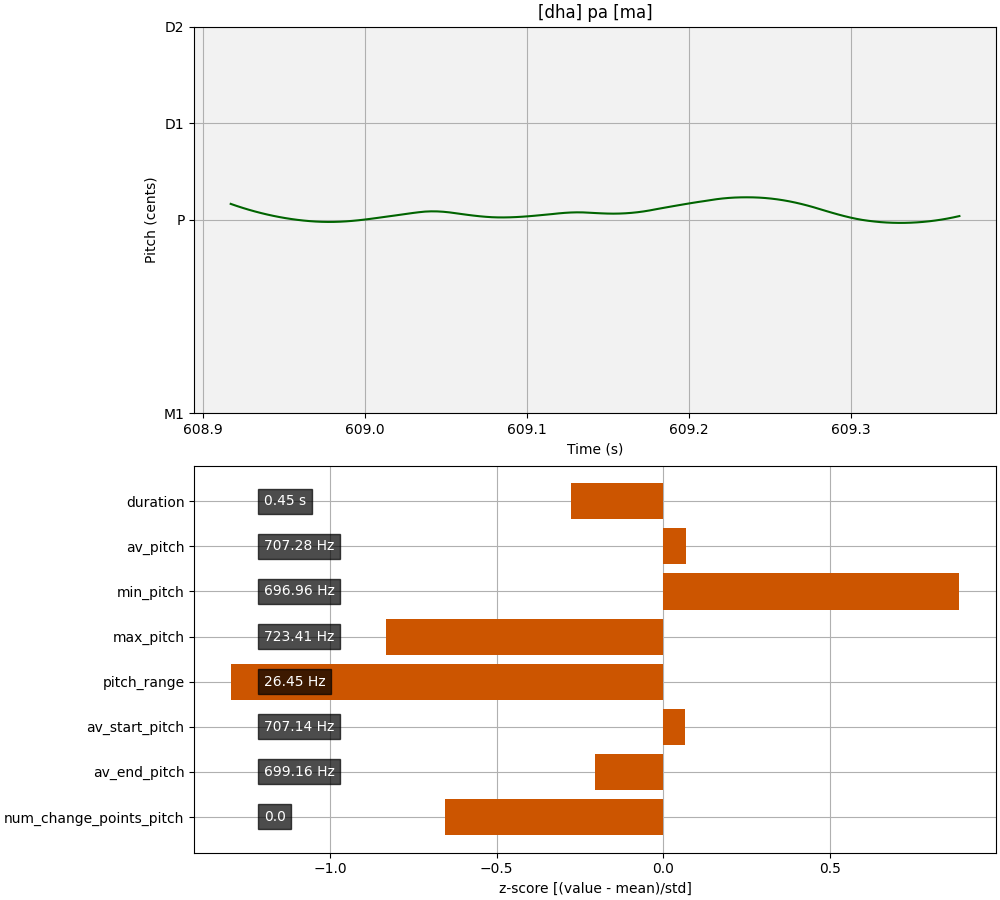 [dha] pa [ma]
D2
D1
P
M1
Pitch (cents)
608.9 609.0 609.1 609.2 609.3
Time (s)
duration 0.45 s
av_pitch 707.28 Hz
min_pitch 696.96 Hz
max_pitch 723.41 Hz
pitch_range 26.45 Hz
av_start_pitch 707.14 Hz
av_end_pitch 699.16 Hz
num_change_points_pitch 0.0
−1.0 −0.5 0.0 0.5
z-score [(value - mean)/std]